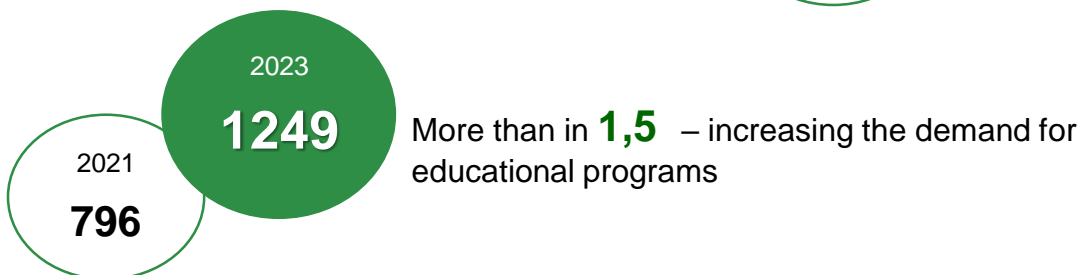 2023
1249
2021
796
More than in 1,5 – increasing the demand for
educational programs